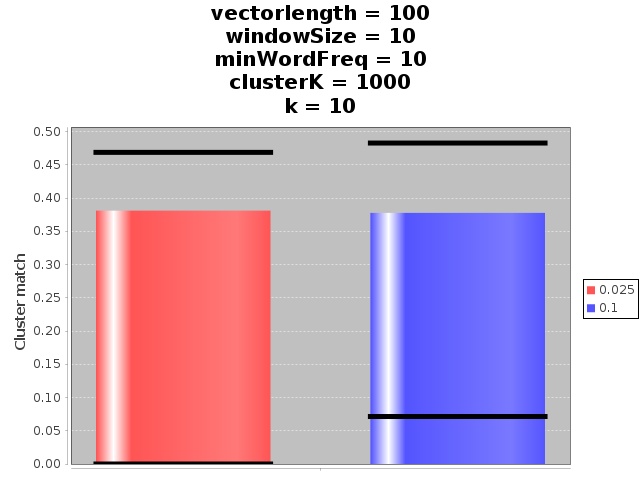 vectorlength = 100
windowSize = 10
minWordFreq = 10
clusterK = 1000
k = 10
0.50
0.45
0.40
0.35
0.30
0.25
0.20
0.15
0.10
0.05
0.00
Cluster match
0.025
0.1